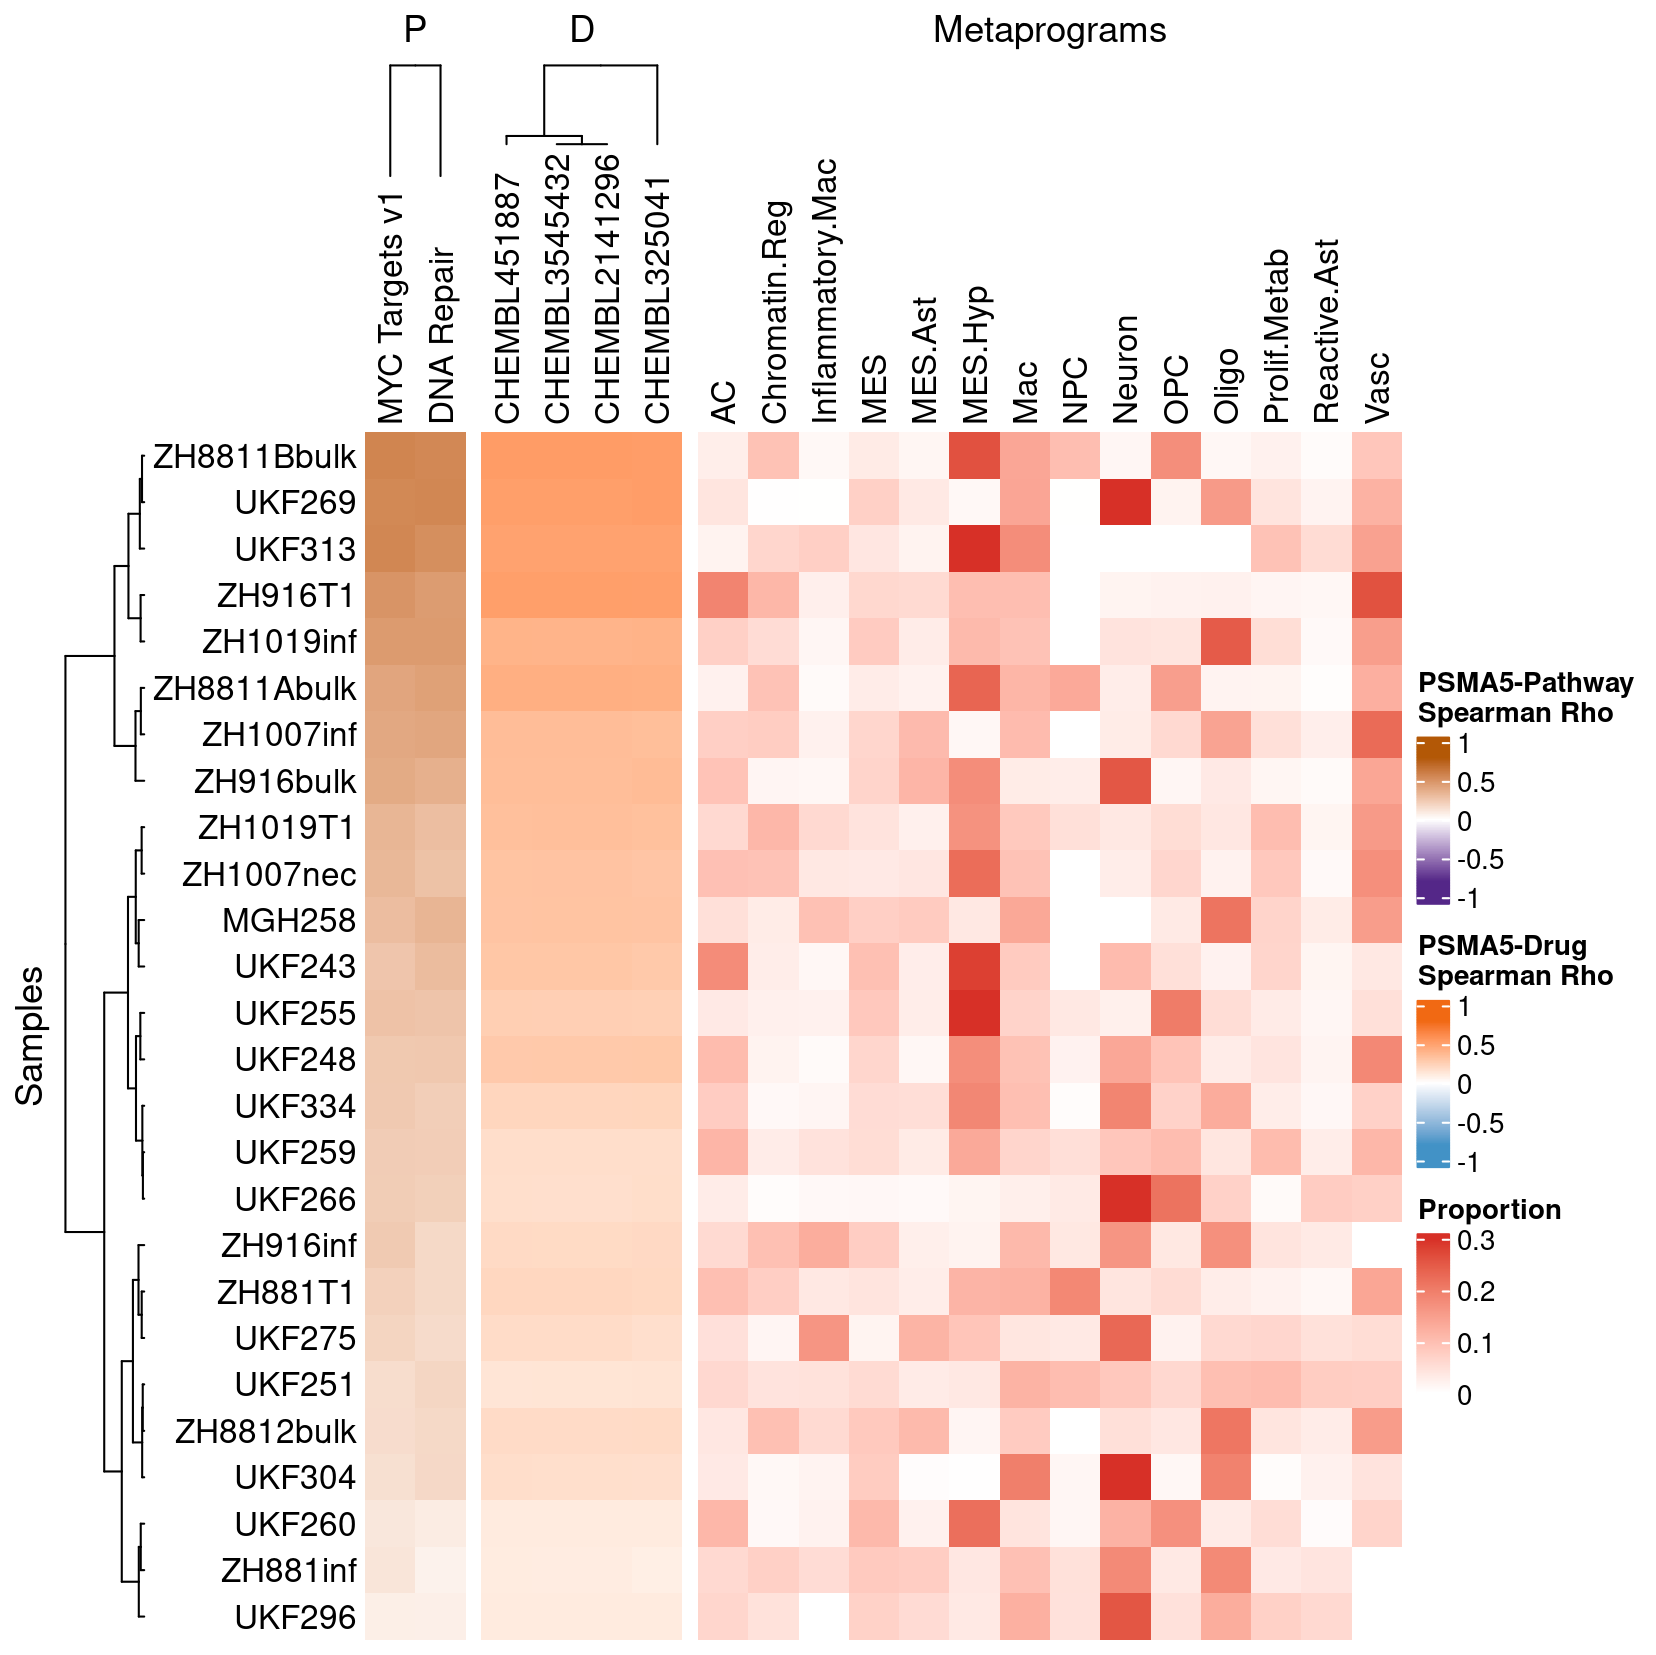 P
D
Metaprograms
MYC Targets v1
DNA Repair
CHEMBL451887
CHEMBL3545432
CHEMBL2141296
CHEMBL325041
AC
Chromatin.Reg
Inflammatory.Mac
MES
MES.Ast
MES.Hyp
Mac
NPC
Neuron
OPC
Oligo
Prolif.Metab
Reactive.Ast
Vasc
Samples
ZH8811Bbulk
UKF269
UKF313
ZH916T1
ZH1019inf
ZH8811Abulk
ZH1007inf
ZH916bulk
ZH1019T1
ZH1007nec
MGH258
UKF243
UKF255
UKF248
UKF334
UKF259
UKF266
ZH916inf
ZH881T1
UKF275
UKF251
ZH8812bulk
UKF304
UKF260
ZH881inf
UKF296
PSMA5-Pathway
Spearman Rho
1
0.5
0
-0.5
-1
PSMA5-Drug
Spearman Rho
1
0.5
0
-0.5
-1
Proportion
0.3
0.2
0.1
0